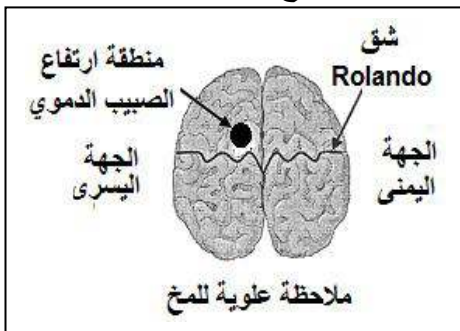 شق
Rolando
منطقة ارتفاع
الصبيب الدموي
الجهة
اليمنى
الجهة
اليسرى
ملاحظة علوية للمخ